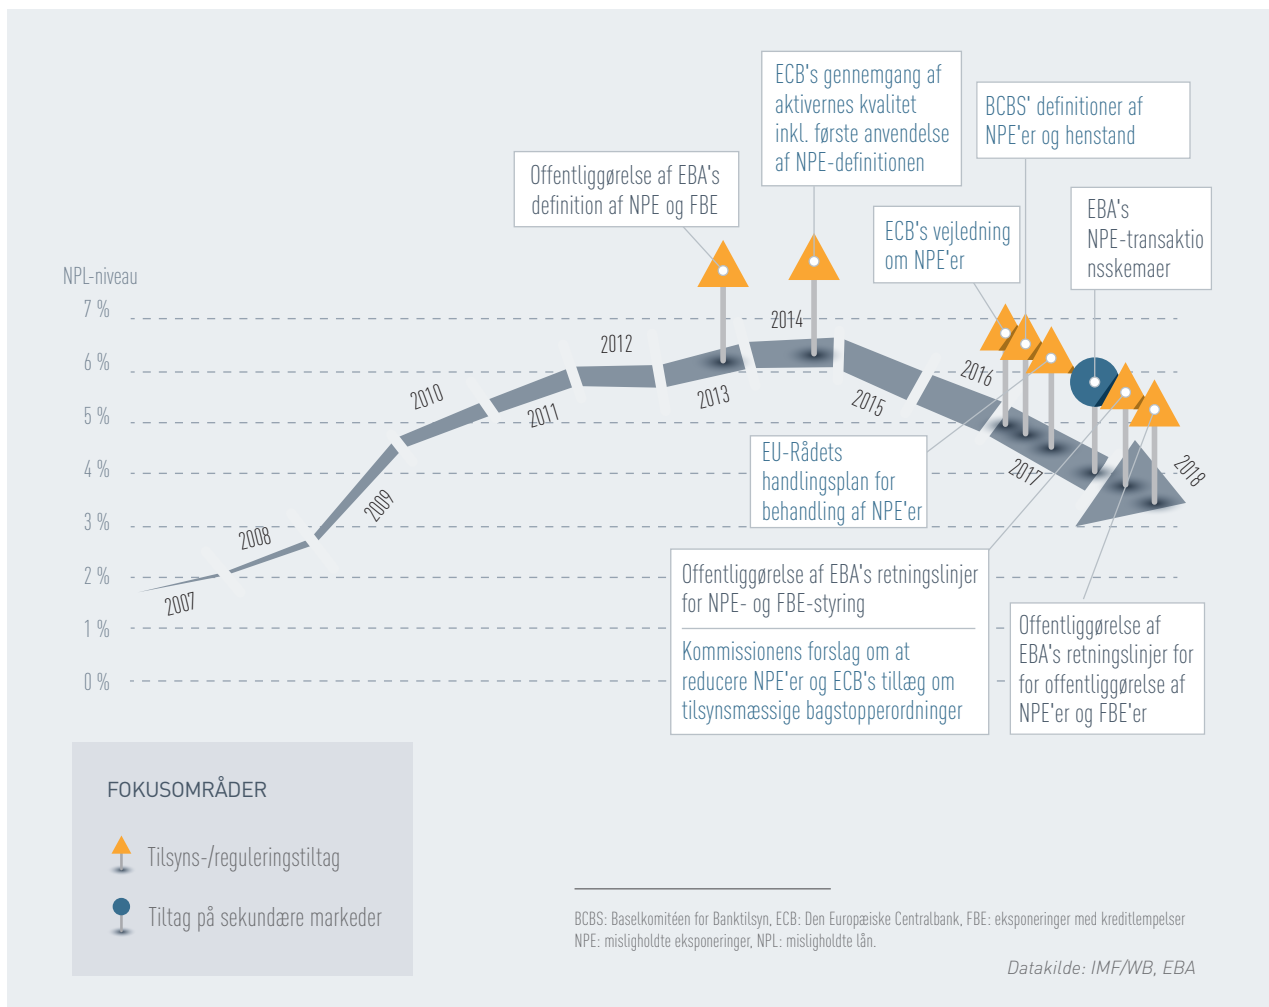 ECB's gennemgang af
aktivernes kvalitet
inkl. første anvendelse
af NPE-definitionen
BCBS' definitioner af
NPE'er og henstand
Offentliggørelse af EBA's
definition af NPE og FBE
EBA's
NPE-transaktio
nsskemaer
ECB's vejledning
om NPE'er
NPL-niveau
7 %
6 %
5 %
4 %
3 %
2 %
1 %
0 %
2007
2008
2009
2010
2011
2012
2013
2014
2015
2016
2017
2018
EU-Rådets
handlingsplan for
behandling af NPE'er
Offentliggørelse af EBA's retningslinjer
for NPE- og FBE-styring
Kommissionens forslag om at
reducere NPE'er og ECB's tillæg om
tilsynsmæssige bagstopperordninger
Offentliggørelse af
EBA's retningslinjer for
for offentliggørelse af
NPE'er og FBE'er
FOKUSOMRÅDER
Tilsyns-/reguleringstiltag
Tiltag på sekundære markeder
BCBS: Baselkomitéen for Banktilsyn, ECB: Den Europæiske Centralbank, FBE: eksponeringer med kreditlempelser
NPE: misligholdte eksponeringer, NPL: misligholdte lån.
Datakilde: IMF/WB, EBA